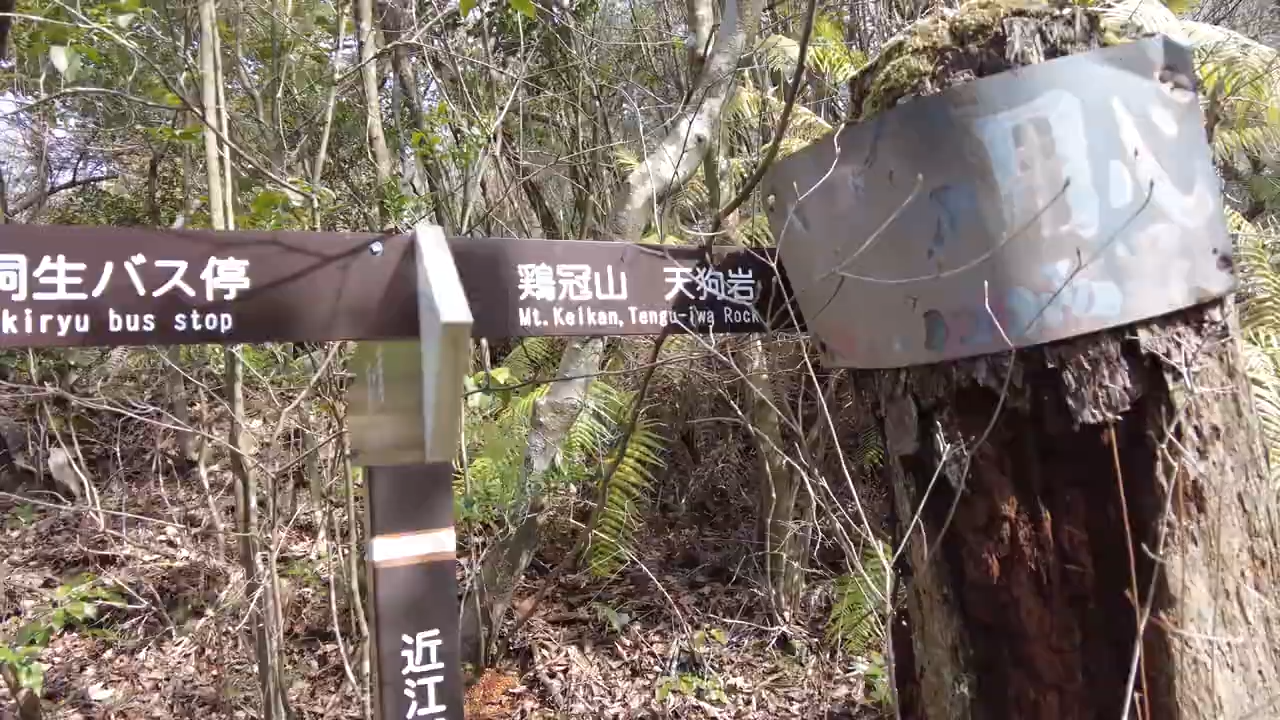 桐生バス停
kiryu bus stop
鶏冠山 天狗岩
Mt. Keikan, Tengu-iwa Rock
近江